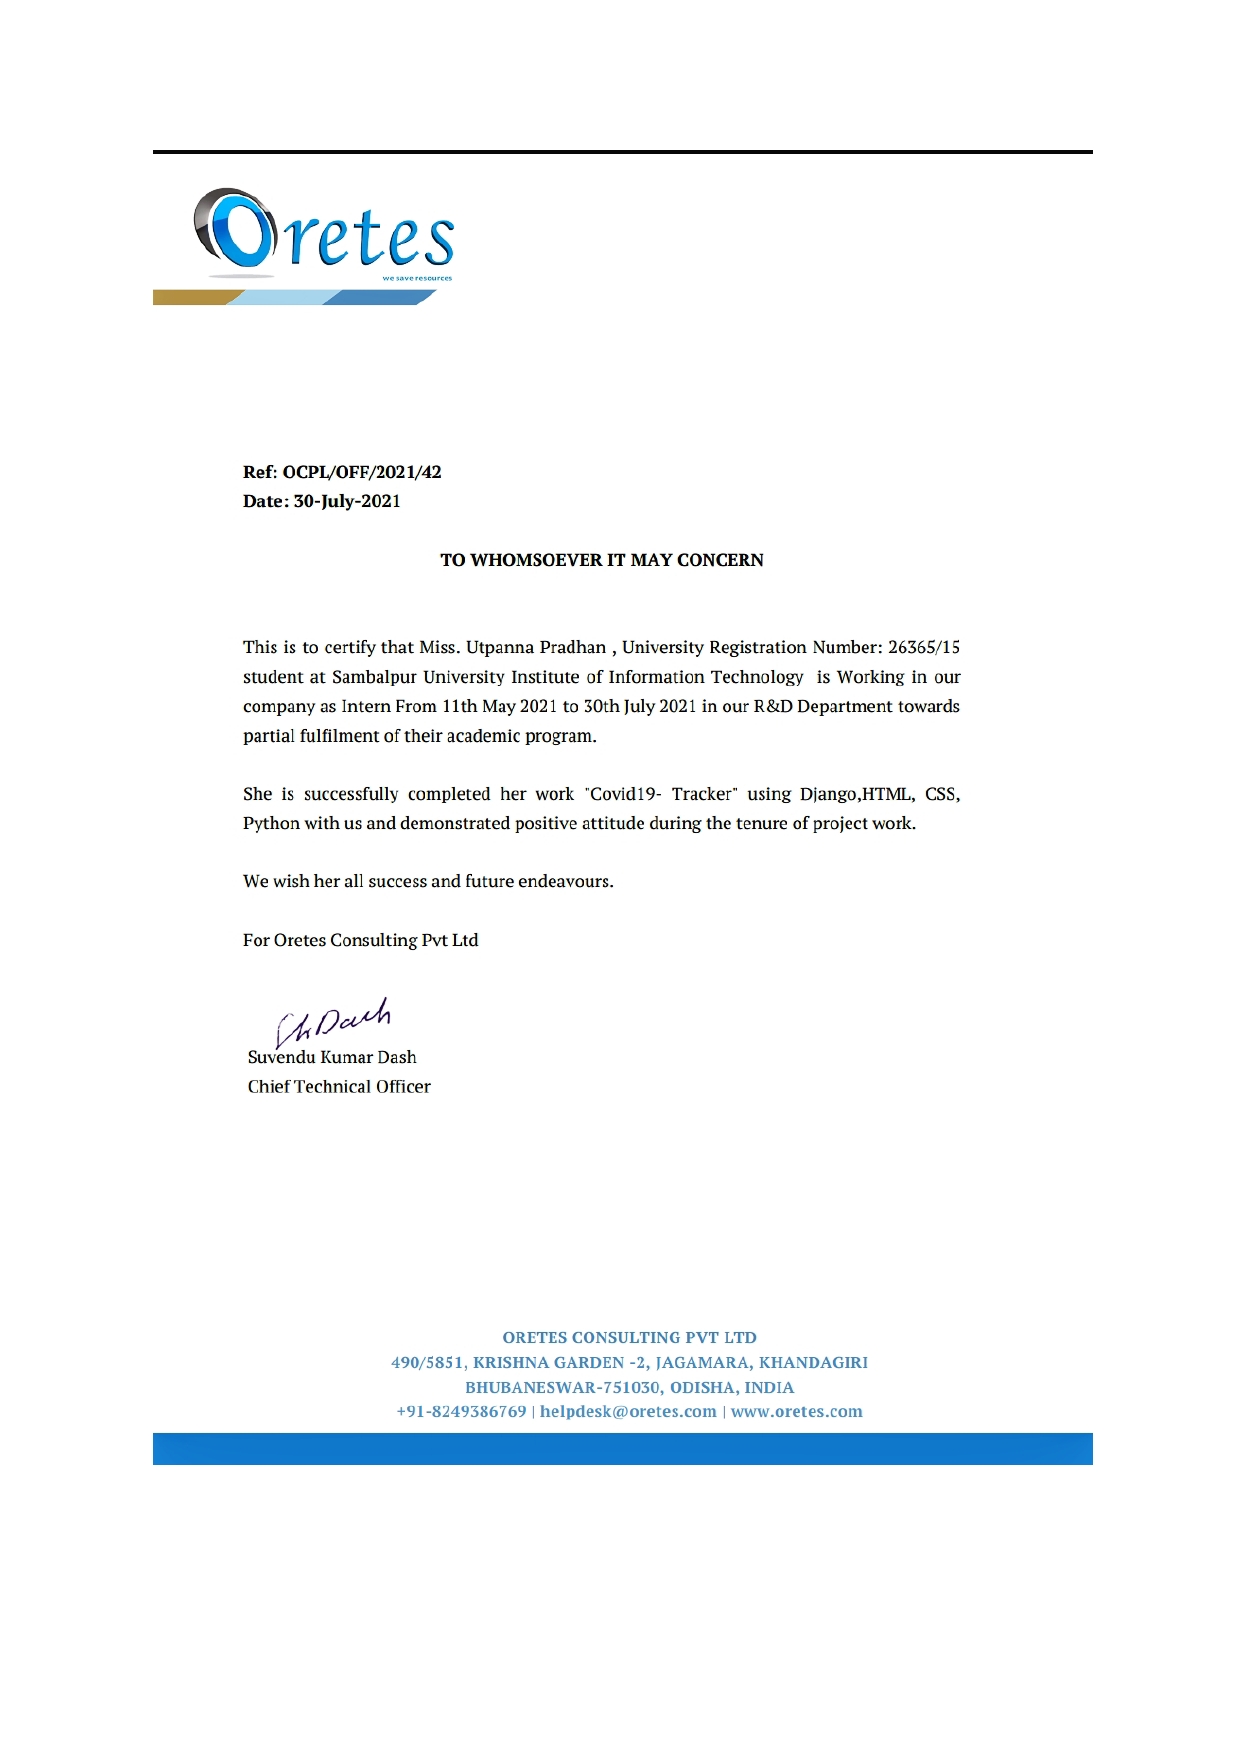 Oretes
we save resources
Ref: OCPL/OFF/2021/42
Date: 30-July-2021
TO WHOMSOEVER IT MAY CONCERN
This is to certify that Miss. Utpanna Pradhan , University Registration Number: 26365/15
student at Sambalpur University Institute of Information Technology is Working in our
company as Intern From 11th May 2021 to 30th July 2021 in our R&D Department towards
partial fulfilment of their academic program.
She is successfully completed her work "Covid19- Tracker" using Django,HTML, CSS,
Python with us and demonstrated positive attitude during the tenure of project work.
We wish her all success and future endeavours.
For Oretes Consulting Pvt Ltd
Dash
Suvendu Kumar Dash
Chief Technical Officer
ORETES CONSULTING PVT LTD
490/5851, KRISHNA GARDEN -2, JAGAMARA, KHANDAGIRI
BHUBANESWAR-751030, ODISHA, INDIA
+91-8249386769 | helpdesk@oretes.com | www.oretes.com